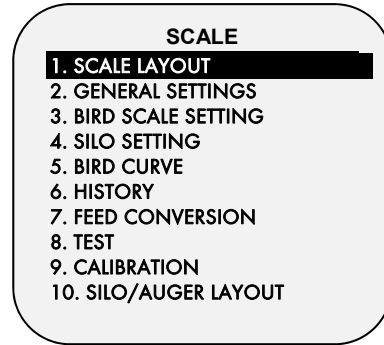 SCALE
1. SCALE LAYOUT
2. GENERAL SETTINGS
3. BIRD SCALE SETTING
4. SILO SETTING
5. BIRD CURVE
6. HISTORY
7. FEED CONVERSION
8. TEST
9. CALIBRATION
10. SILO/AUGER LAYOUT